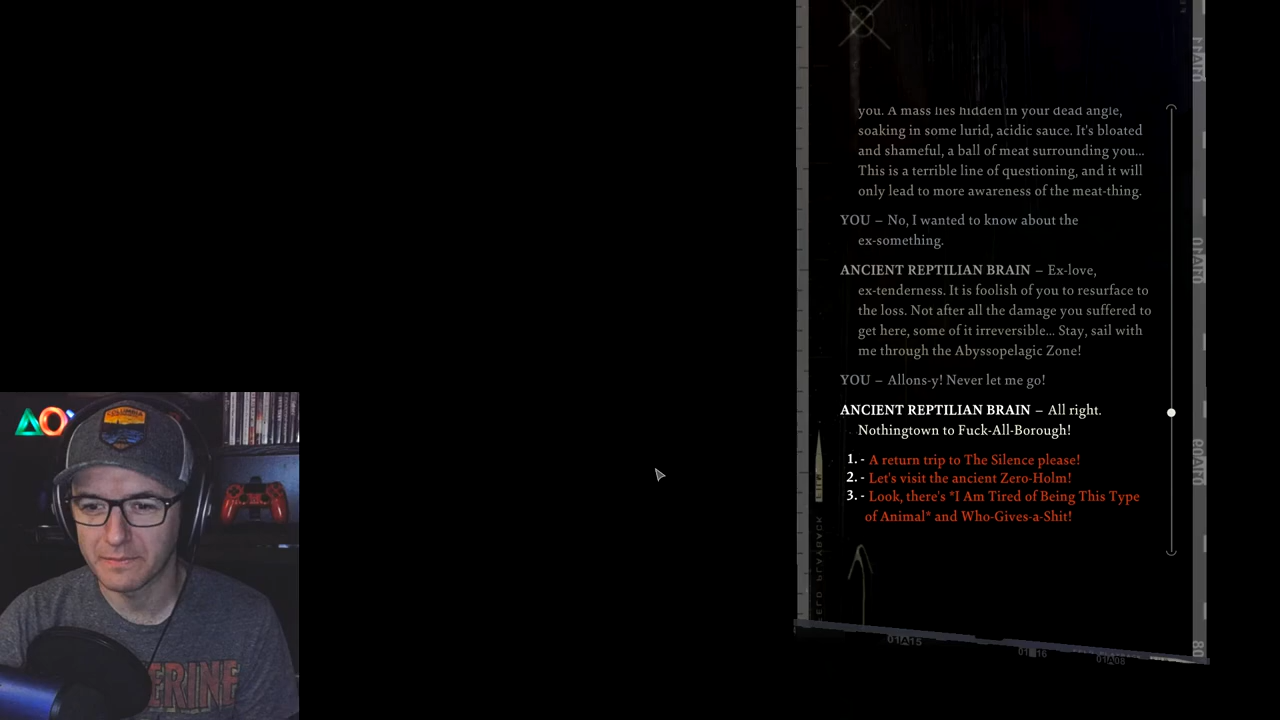 you. A mass lies hidden in your dead angle,
soaking in some lurid, acidic sauce. It's bloated
and shameful, a ball of meat surrounding you...
This is a terrible line of questioning, and it will
only lead to more awareness of the meat-thing.
YOU – No, I wanted to know about the
ex-something.
ANCIENT REPTILIAN BRAIN – Ex-love,
ex-tenderness. It is foolish of you to resurface to
the loss. Not after all the damage you suffered to
get here, some of it irreversible... Stay, sail with
me through the Abyssopelagic Zone!
YOU – Allons-y! Never let me go!
ANCIENT REPTILIAN BRAIN – All right.
Nothingtown to Fuck-All-Borough!
1. - A return trip to The Silence please!
2. - Let's visit the ancient Zero-Holm!
3. - Look, there's *I Am Tired of Being This Type
of Animal* and Who-Gives-a-Shit!
COLUMBIA
ERINE
01A15
01 16
01A08
80